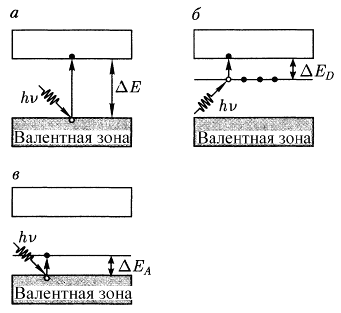 а
hν
ΔE
Валентная зона
б
hν
ΔE_D
Валентная зона
в
hν
ΔE_A
Валентная зона